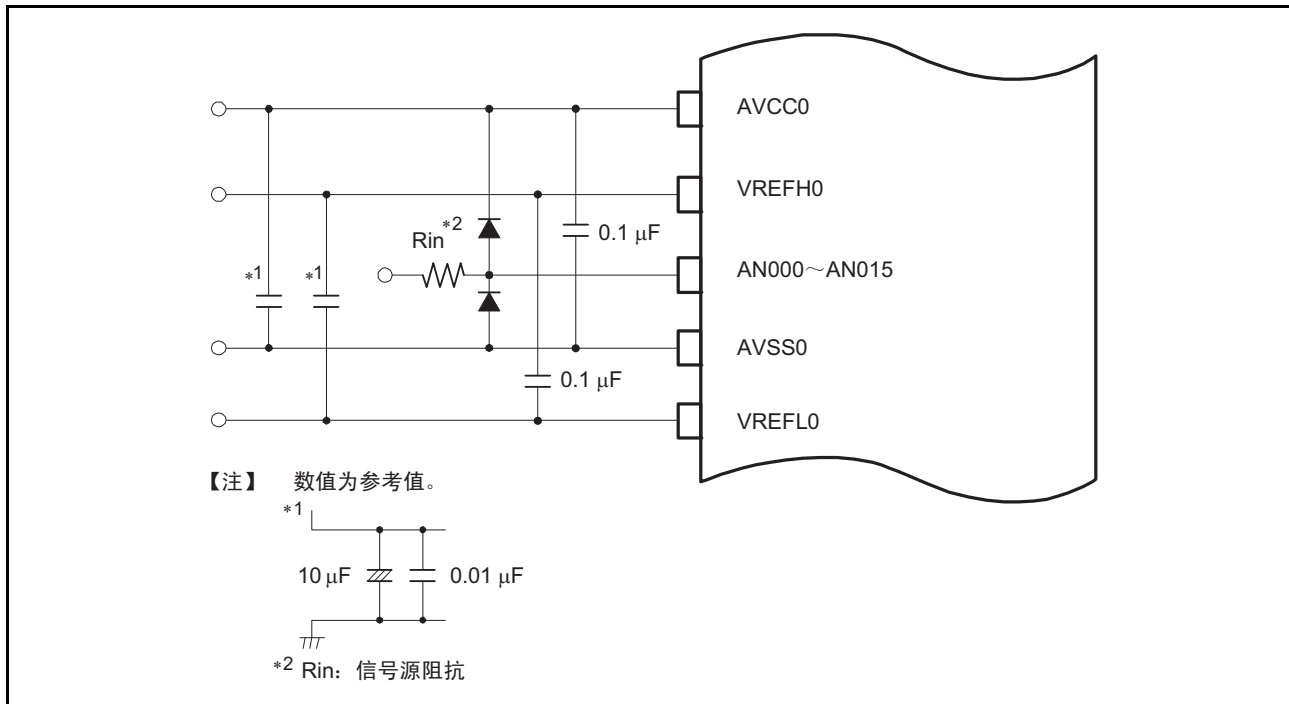 AVCC0
VREFH0
*2
Rin
0.1 μF
*1
*1
AN000～AN015
AVSS0
0.1 μF
VREFL0
【注】 数值为参考值。
*1
10 μF
0.01 μF
*2 Rin：信号源阻抗